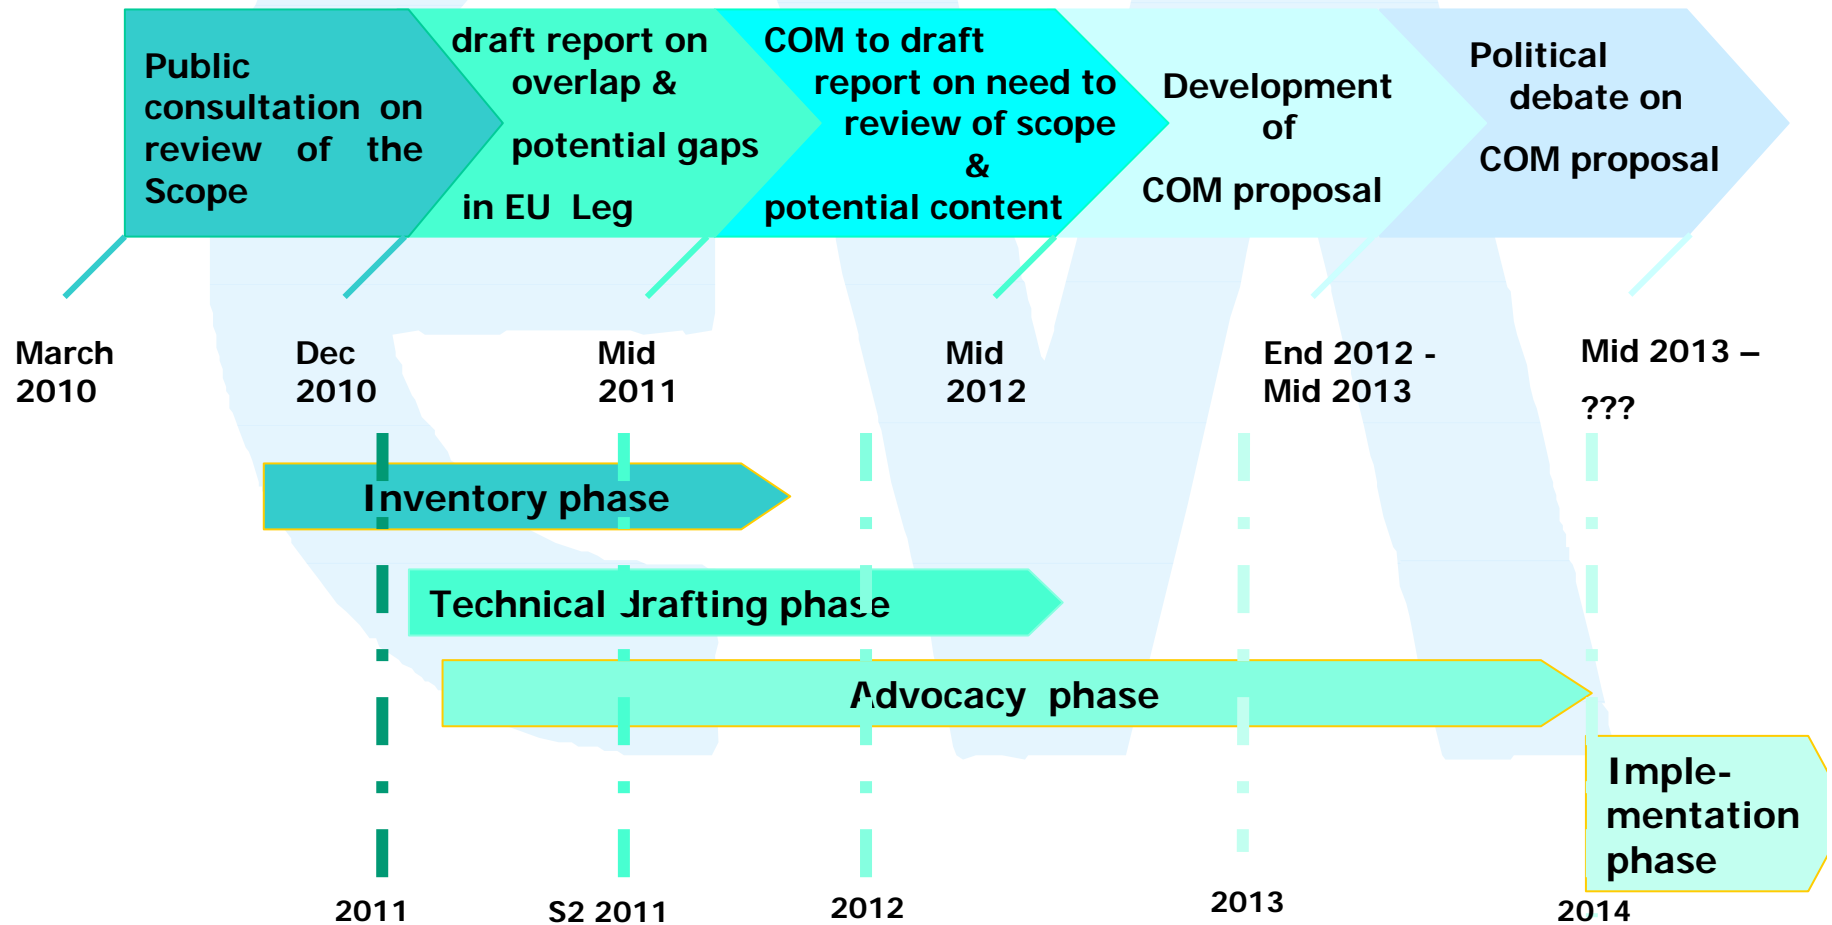 Public
consultation on
review of the
Scope
draft report on
overlap &
potential gaps
in EU Leg
COM to draft
report on need to
review of scope
&
potential content
Development
of
COM proposal
Political
debate on
COM proposal
March
2010
Dec
2010
Mid
2011
Mid
2012
End 2012 -
Mid 2013
Mid 2013 –
???
Inventory phase
Technical drafting phase
Advocacy phase
Imple-
mentation
phase
2011
S2 2011
2012
2013
2014